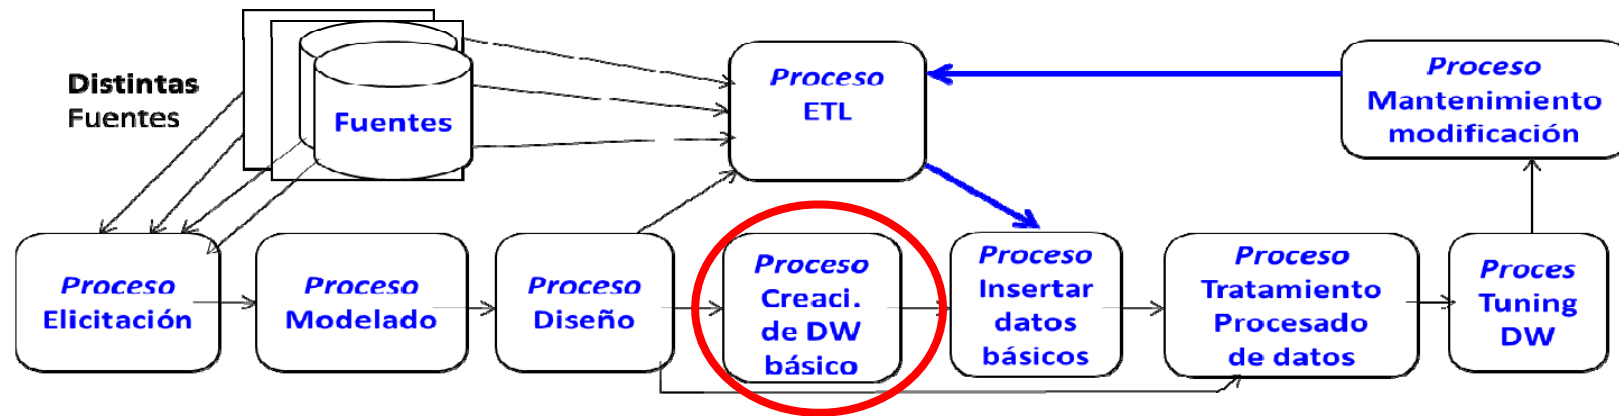 Distintas
Fuentes
Fuentes
Proceso
ETL
Proceso
Mantenimiento
modificación
Proceso
Elicitación
Proceso
Modelado
Proceso
Diseño
Proceso
Creaci.
de DW
básico
Proceso
Insertar
datos
básicos
Proceso
Tratamiento
Procesado
de datos
Proces
Tuning
DW